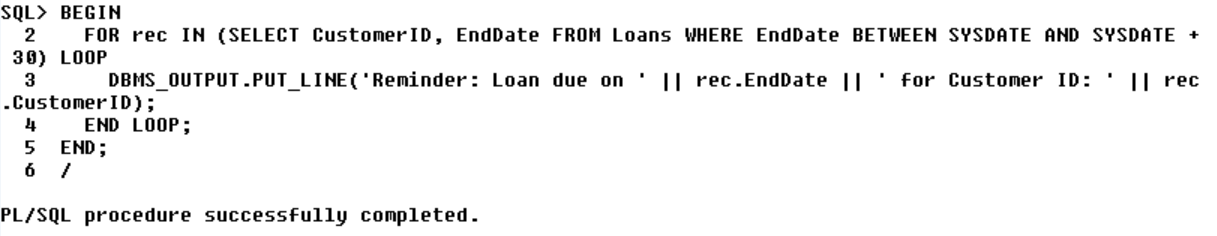 SQL> BEGIN
  2    FOR rec IN (SELECT CustomerID, EndDate FROM Loans WHERE EndDate BETWEEN SYSDATE AND SYSDATE +
 30) LOOP
  3      DBMS_OUTPUT.PUT_LINE('Reminder: Loan due on ' || rec.EndDate || ' for Customer ID: ' || rec
.CustomerID);
  4    END LOOP;
  5  END;
  6  /

PL/SQL procedure successfully completed.